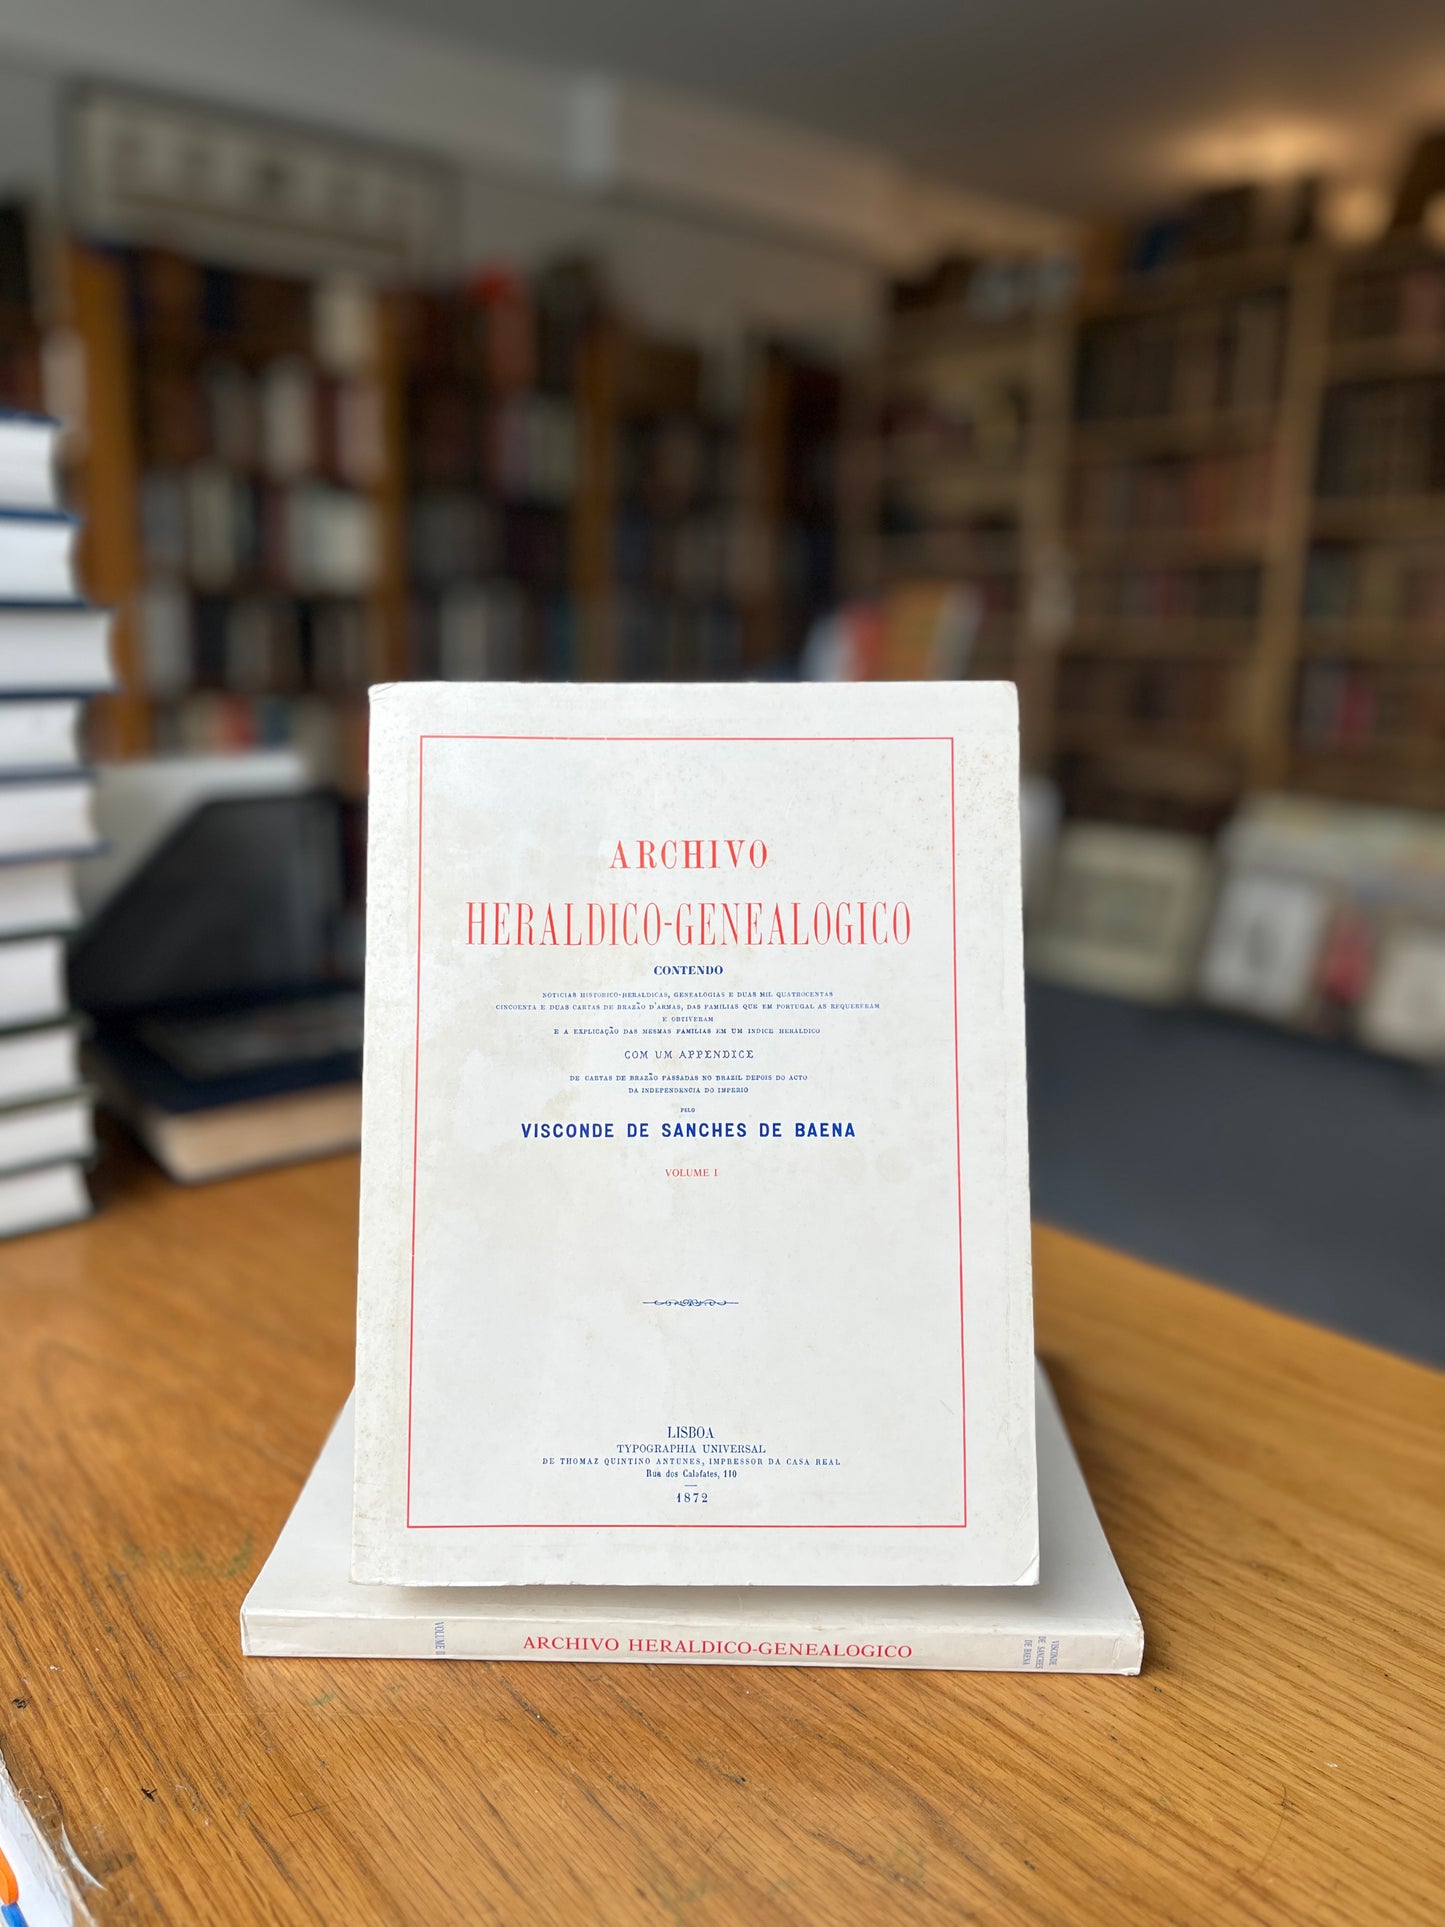 ARCHIVO
HERALDICO-GENEALOGICO
CONTENDO
NOTICIAS HISTORICO-HERALDICAS, GENEALOGIAS E DUAS MIL QUATROCENTAS
CINCOENTA E DUAS CARTAS DE BRAZÃO D'ARMAS, DAS FAMILIAS QUE EM PORTUGAL AS REQUERERAM
E OBTIVERAM
E A EXPLICAÇÃO DAS MESMAS FAMILIAS EM UM INDICE HERALDICO
COM UM APPENDICE
DE CARTAS DE BRAZÃO PASSADAS NO BRAZIL DEPOIS DO ACTO
DA INDEPENDENCIA DO IMPERIO
PELO
VISCONDE DE SANCHES DE BAENA
VOLUME I
LISBOA
TYPOGRAPHIA UNIVERSAL
DE THOMAZ QUINTINO ANTUNES, IMPRESSOR DA CASA REAL
Rua dos Calafates, 110
1872
VOLUME II
ARCHIVO HERALDICO-GENEALOGICO
VISCONDE
DE SANCHES
DE BAENA